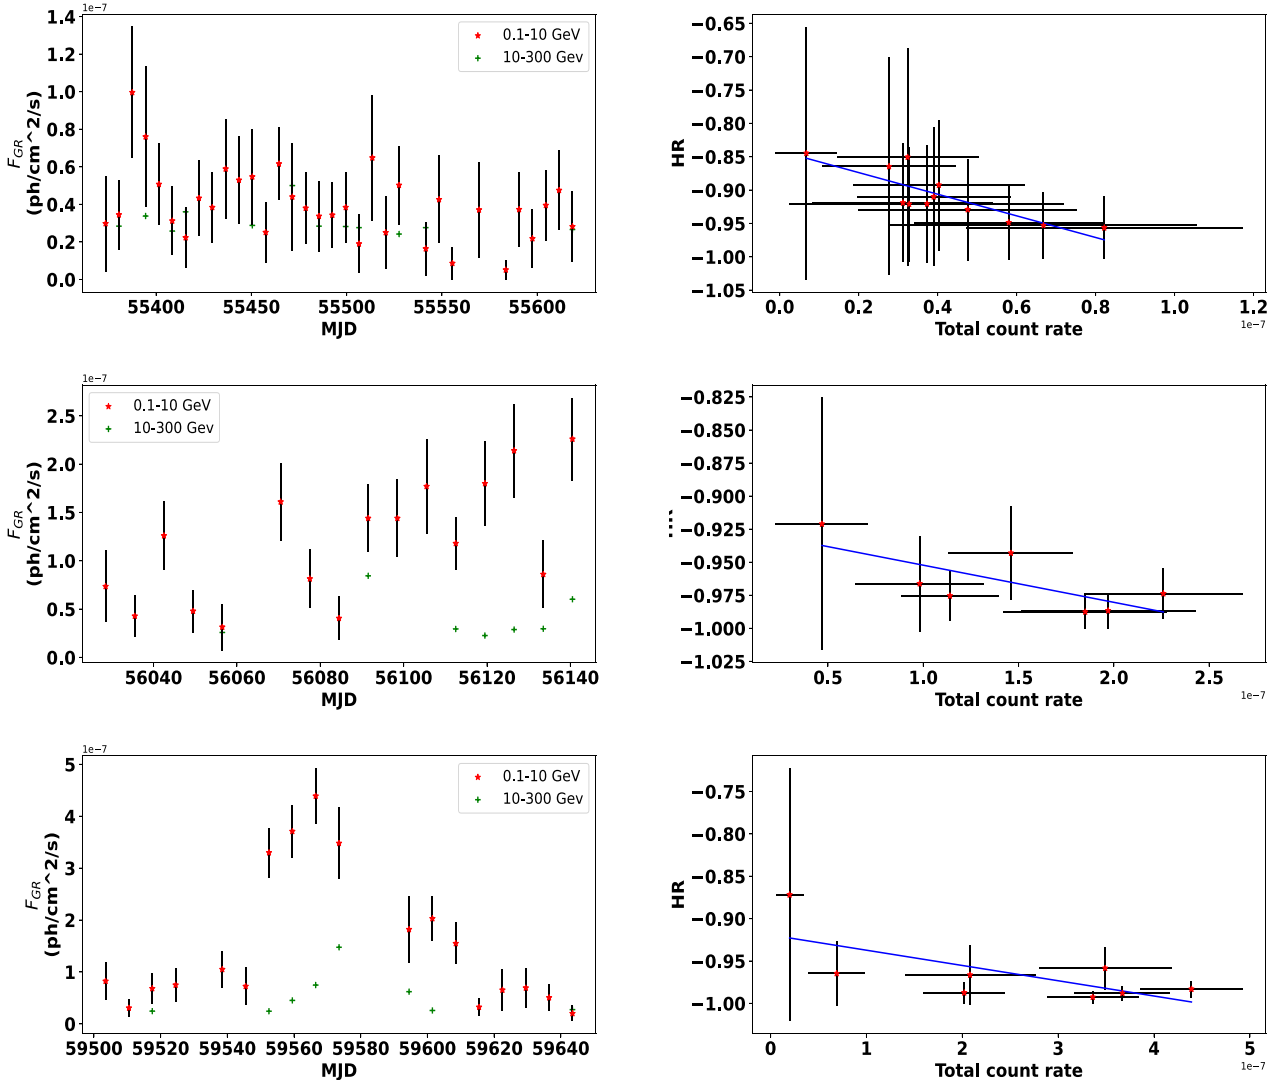 1e-7
1.4
1.2
1.0
0.8
0.6
0.4
0.2
0.0
F_GR
(ph/cm^2/s)
0.1-10 GeV
10-300 Gev
55400 55450 55500 55550 55600
MJD
−0.65
−0.70
−0.75
−0.80
−0.85
−0.90
−0.95
−1.00
−1.05
HR
0.0 0.2 0.4 0.6 0.8 1.0 1.2
1e-7
Total count rate
1e-7
2.5
2.0
1.5
1.0
0.5
0.0
F_GR
(ph/cm^2/s)
0.1-10 GeV
10-300 Gev
56040 56060 56080 56100 56120 56140
MJD
−0.825
−0.850
−0.875
−0.900
−0.925
−0.950
−0.975
−1.000
−1.025
0.5 1.0 1.5 2.0 2.5
1e-7
Total count rate
1e-7
5
4
3
2
1
0
F_GR
(ph/cm^2/s)
0.1-10 GeV
10-300 Gev
59500 59520 59540 59560 59580 59600 59620 59640
MJD
−0.75
−0.80
−0.85
−0.90
−0.95
−1.00
HR
0 1 2 3 4 5
1e-7
Total count rate